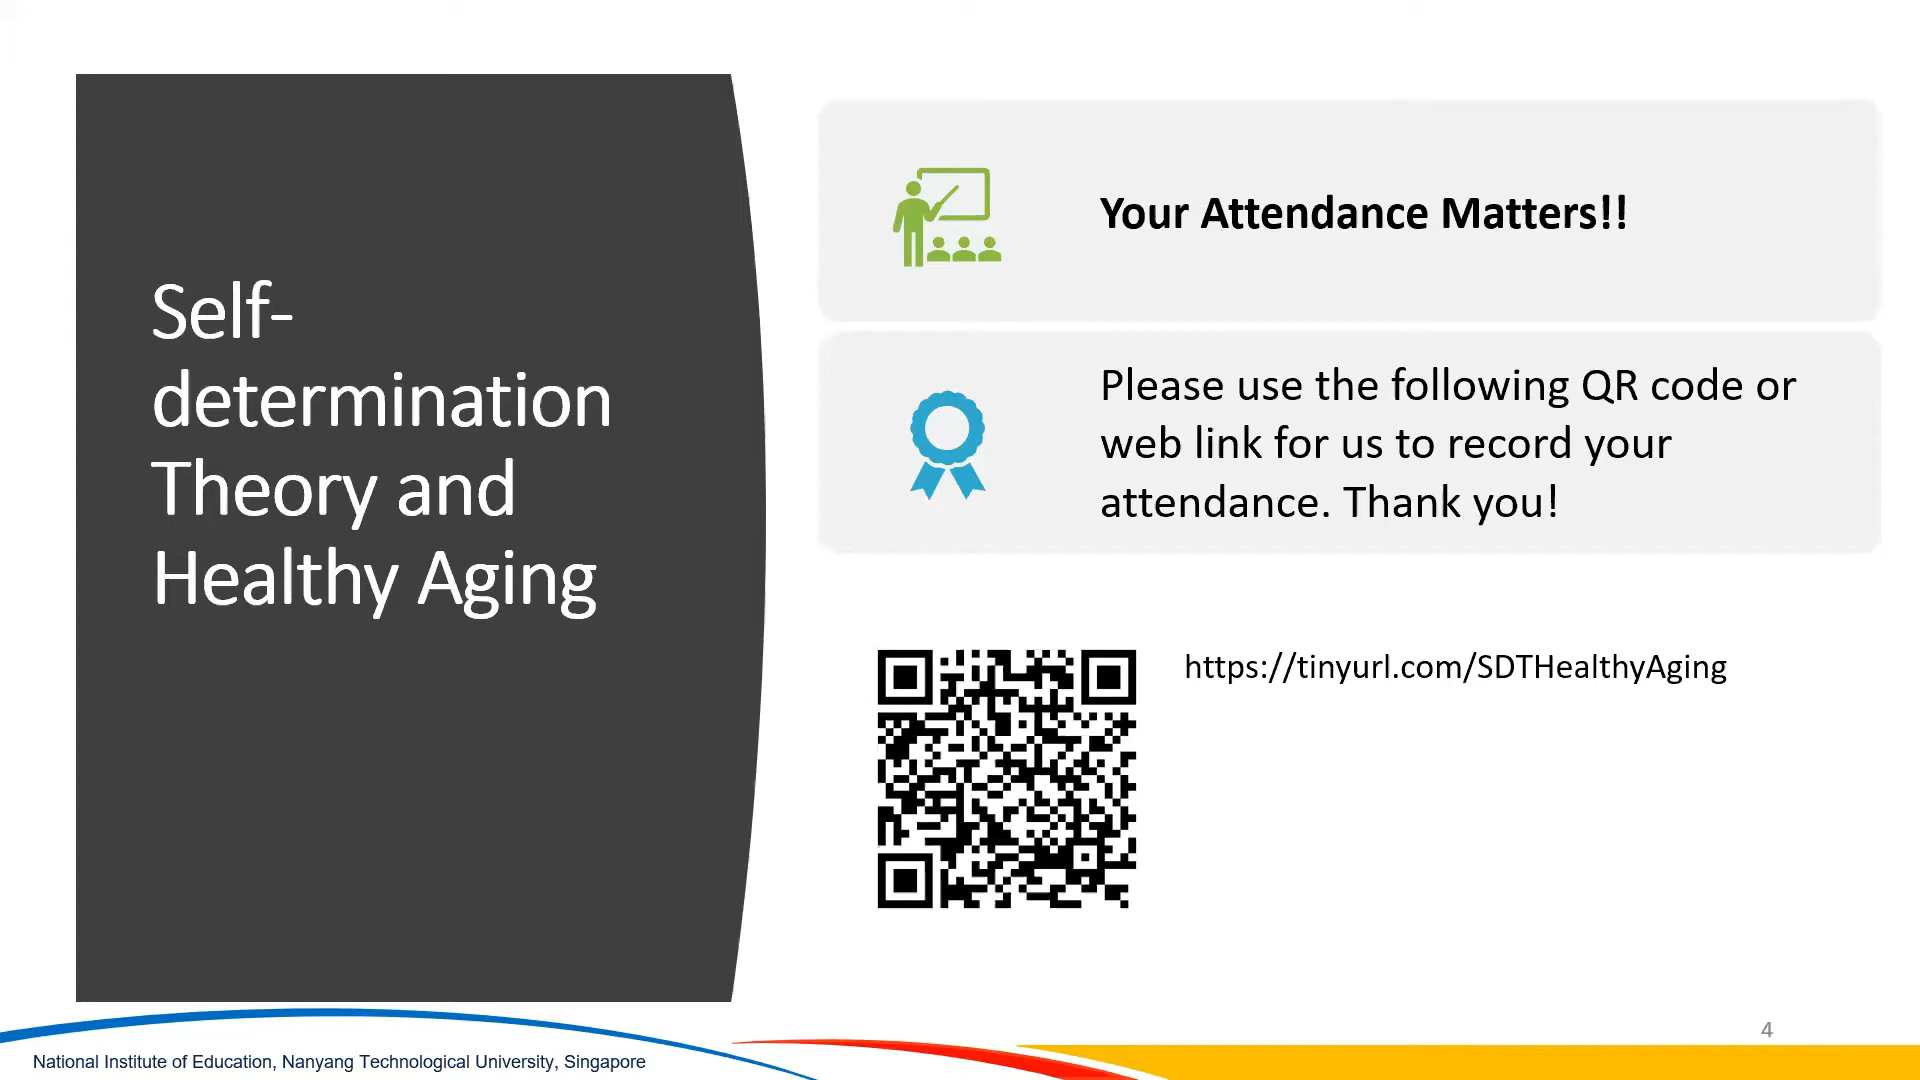 Self-
determination
Theory and
Healthy Aging
Your Attendance Matters!!
Please use the following QR code or
web link for us to record your
attendance. Thank you!
https://tinyurl.com/SDTHealthyAging
4
National Institute of Education, Nanyang Technological University, Singapore